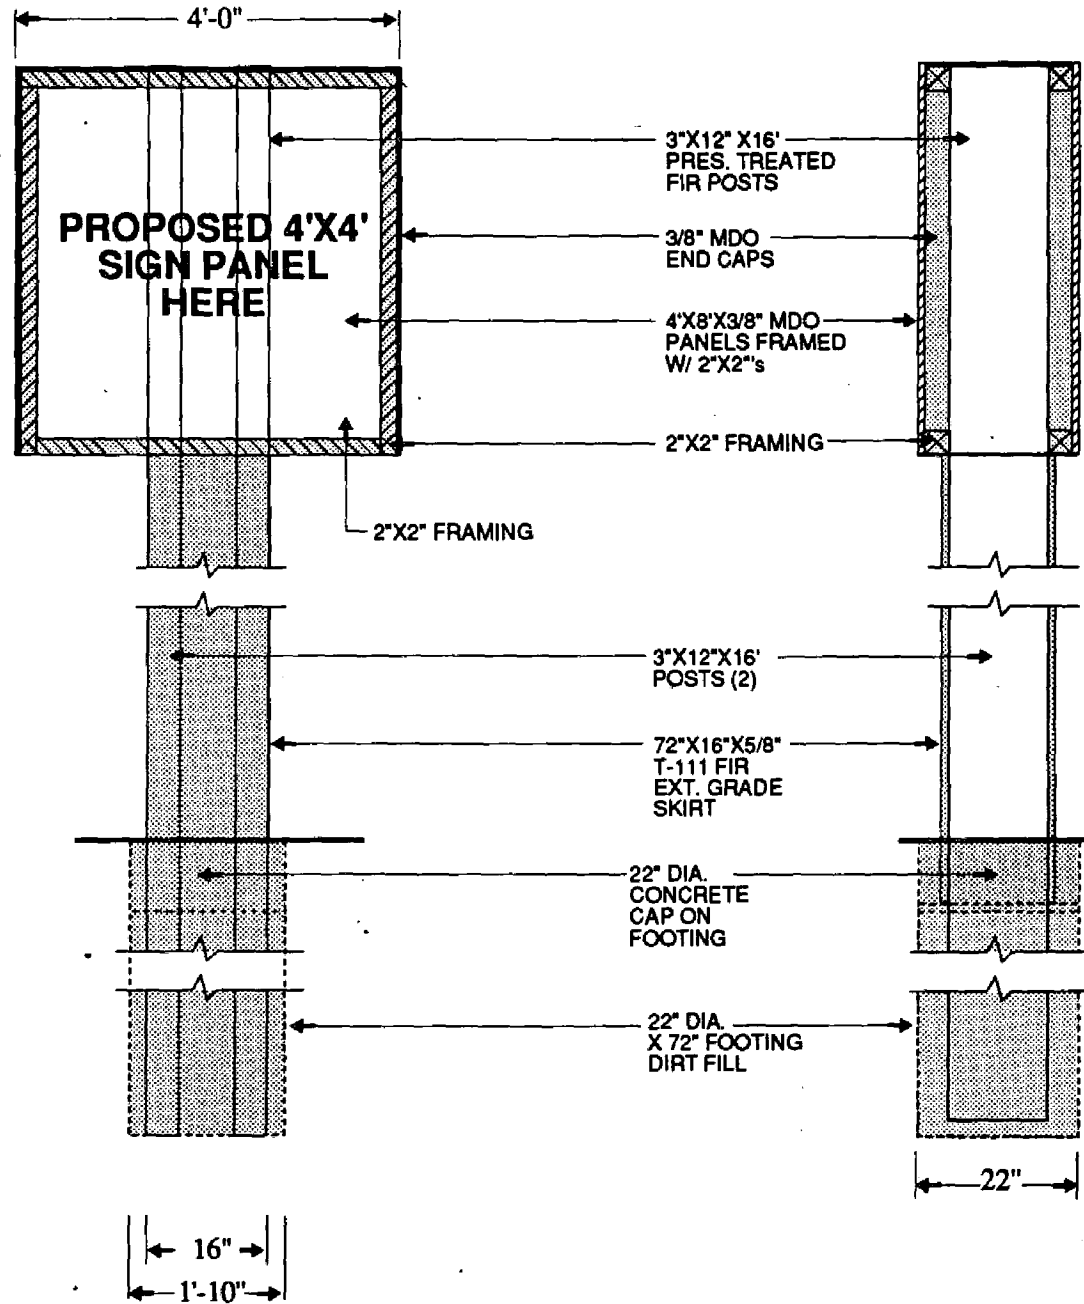 4'-0"
PROPOSED 4'X4'
SIGN PANEL
HERE
3"X12" X16'
PRES. TREATED
FIR POSTS
3/8" MDO
END CAPS
4'X8'X3/8" MDO
PANELS FRAMED
W/ 2"X2"'s
2"X2" FRAMING
2"X2" FRAMING
3"X12"X16'
POSTS (2)
72"X16"X5/8"
T-111 FIR
EXT. GRADE
SKIRT
22" DIA.
CONCRETE
CAP ON
FOOTING
22" DIA.
X 72" FOOTING
DIRT FILL
22"
16"
1'-10"